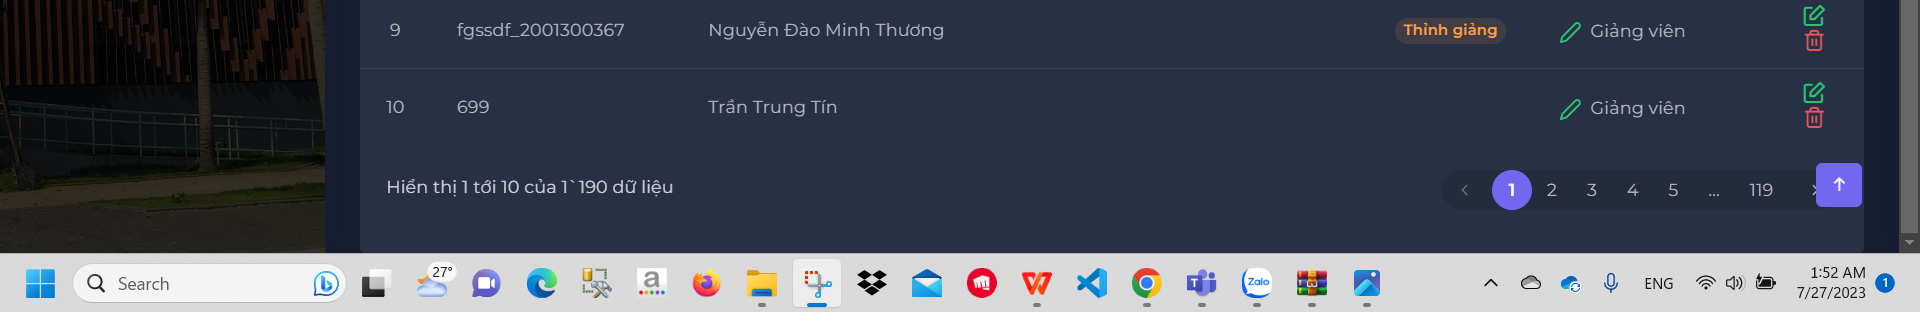 9 fgssdf_2001300367 Nguyễn Đào Minh Thương Thỉnh giảng Giảng viên
10 699 Trần Trung Tín Giảng viên
Hiển thị 1 tới 10 của 1`190 dữ liệu 1 2 3 4 5 ... 119
27°
Search a Zalo ENG
1:52 AM
7/27/2023 1